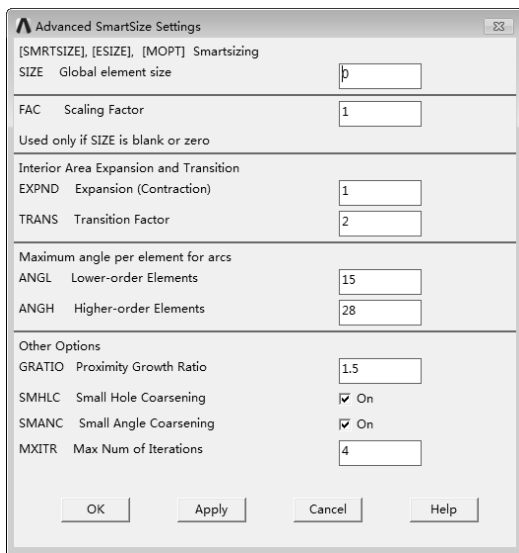 Advanced SmartSize Settings
[SMRTSIZE], [ESIZE], [MOPT] Smartsizing
SIZE Global element size 0
FAC Scaling Factor 1
Used only if SIZE is blank or zero
Interior Area Expansion and Transition
EXPND Expansion (Contraction) 1
TRANS Transition Factor 2
Maximum angle per element for arcs
ANGL Lower-order Elements 15
ANGH Higher-order Elements 28
Other Options
GRATIO Proximity Growth Ratio 1.5
SMHLC Small Hole Coarsening On
SMANC Small Angle Coarsening On
MXITR Max Num of Iterations 4
OK Apply Cancel Help